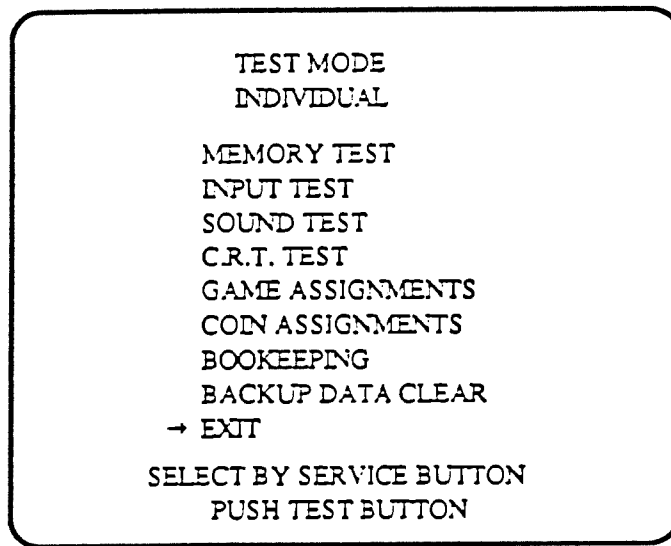 TEST MODE
INDIVIDUAL
MEMORY TEST
INPUT TEST
SOUND TEST
C.R.T. TEST
GAME ASSIGNMENTS
COIN ASSIGNMENTS
BOOKEEPING
BACKUP DATA CLEAR
→ EXIT
SELECT BY SERVICE BUTTON
PUSH TEST BUTTON